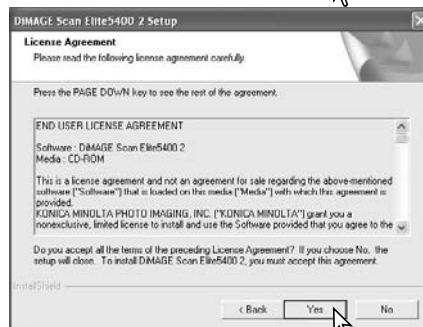 DiMAGE Scan Elite5400 2 Setup
License Agreement
Please read the following license agreement carefully.
Press the PAGE DOWN key to see the rest of the agreement.
END USER LICENSE AGREEMENT
Software : DiMAGE Scan Elite5400 2
Media : CD-ROM
This is a license agreement and not an agreement for sale regarding the above-mentioned
software ["Software"] that is loaded on this media ["Media"] with which this agreement is
provided.
KONICA MINOLTA PHOTO IMAGING, INC. ("KONICA MINOLTA") grant you a
nonexclusive, limited license to install and use the Software provided that you agree to the
Do you accept all the terms of the preceding License Agreement? If you choose No, the
setup will close. To install DiMAGE Scan Elite5400 2, you must accept this agreement.
InstallShield
< Back
Yes
No